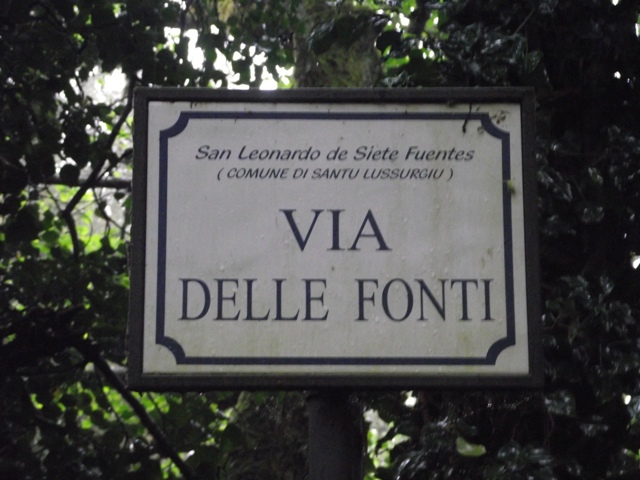 San Leonardo de Siete Fuentes
( COMUNE DI SANTU LUSSURGIU )
VIA
DELLE FONTI